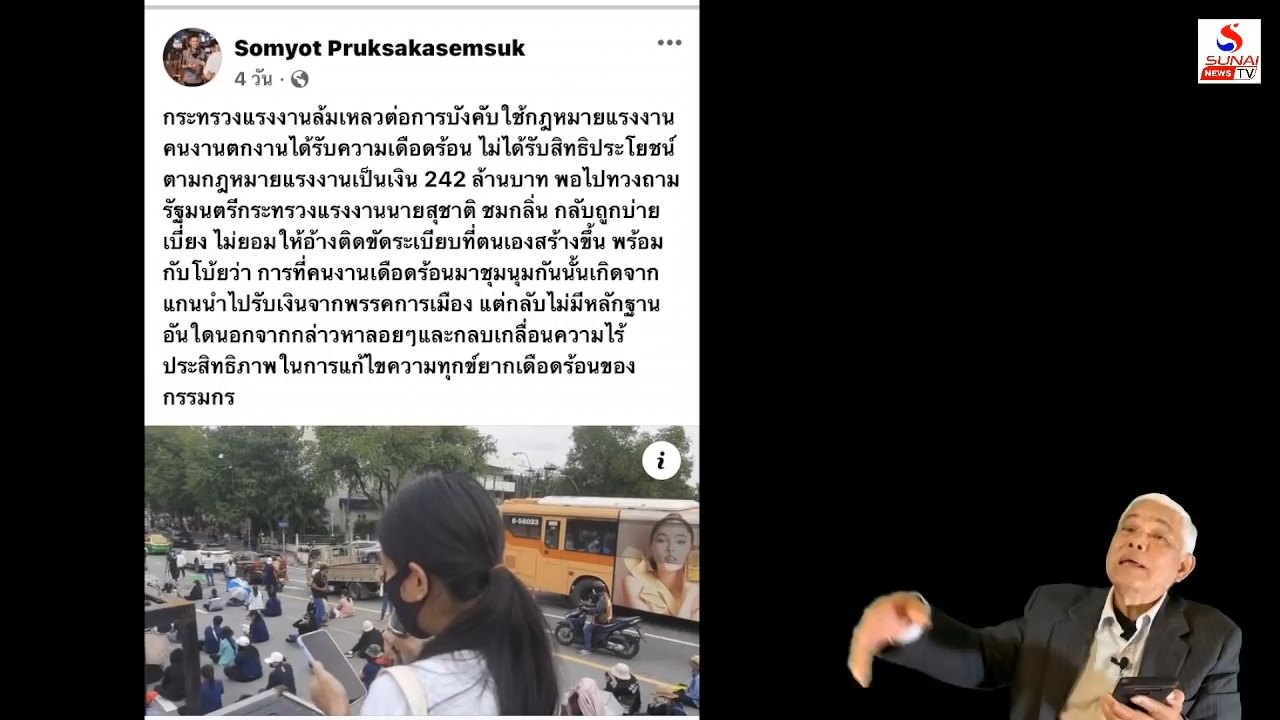 Somyot Pruksakasemsuk
4 วัน
กระทรวงแรงงานล้มเหลวต่อการบังคับใช้กฎหมายแรงงาน
คนงานตกงานได้รับความเดือดร้อน ไม่ได้รับสิทธิประโยชน์
ตามกฎหมายแรงงานเป็นเงิน 242 ล้านบาท พอไปทวงถาม
รัฐมนตรีกระทรวงแรงงานนายสุชาติ ชมกลิ่น กลับถูกบ่าย
เบี่ยง ไม่ยอมให้อ้างติดขัดระเบียบที่ตนเองสร้างขึ้น พร้อม
กับโบ้ยว่า การที่คนงานเดือดร้อนมาชุมนุมกันนั้นเกิดจาก
แกนนำไปรับเงินจากพรรคการเมือง แต่กลับไม่มีหลักฐาน
อันใดนอกจากกล่าวหาลอยๆและกลบเกลื่อนความไร้
ประสิทธิภาพในการแก้ไขความทุกข์ยากเดือดร้อนของ
กรรมกร
6-56033
SUNAI
NEWS TV